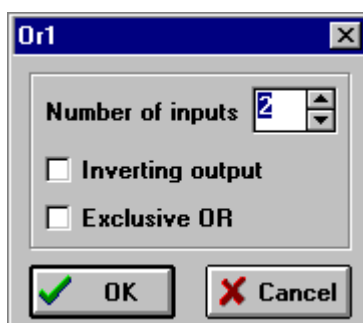 Or1
Number of inputs 2
Inverting output
Exclusive OR
OK Cancel